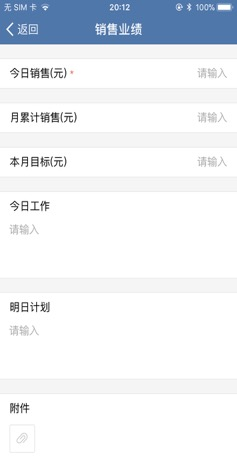 无 SIM 卡
20:12
100%
返回
销售业绩
今日销售(元) *
请输入
月累计销售(元)
请输入
本月目标(元)
请输入
今日工作
请输入
明日计划
请输入
附件